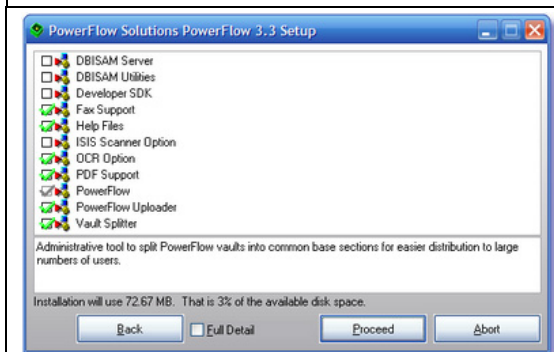 PowerFlow Solutions PowerFlow 3.3 Setup
DBISAM Server
DBISAM Utilities
Developer SDK
Fax Support
Help Files
ISIS Scanner Option
OCR Option
PDF Support
PowerFlow
PowerFlow Uploader
Vault Splitter
Administrative tool to split PowerFlow vaults into common base sections for easier distribution to large
numbers of users.
Installation will use 72.67 MB. That is 3% of the available disk space.
Back Full Detail Proceed Abort